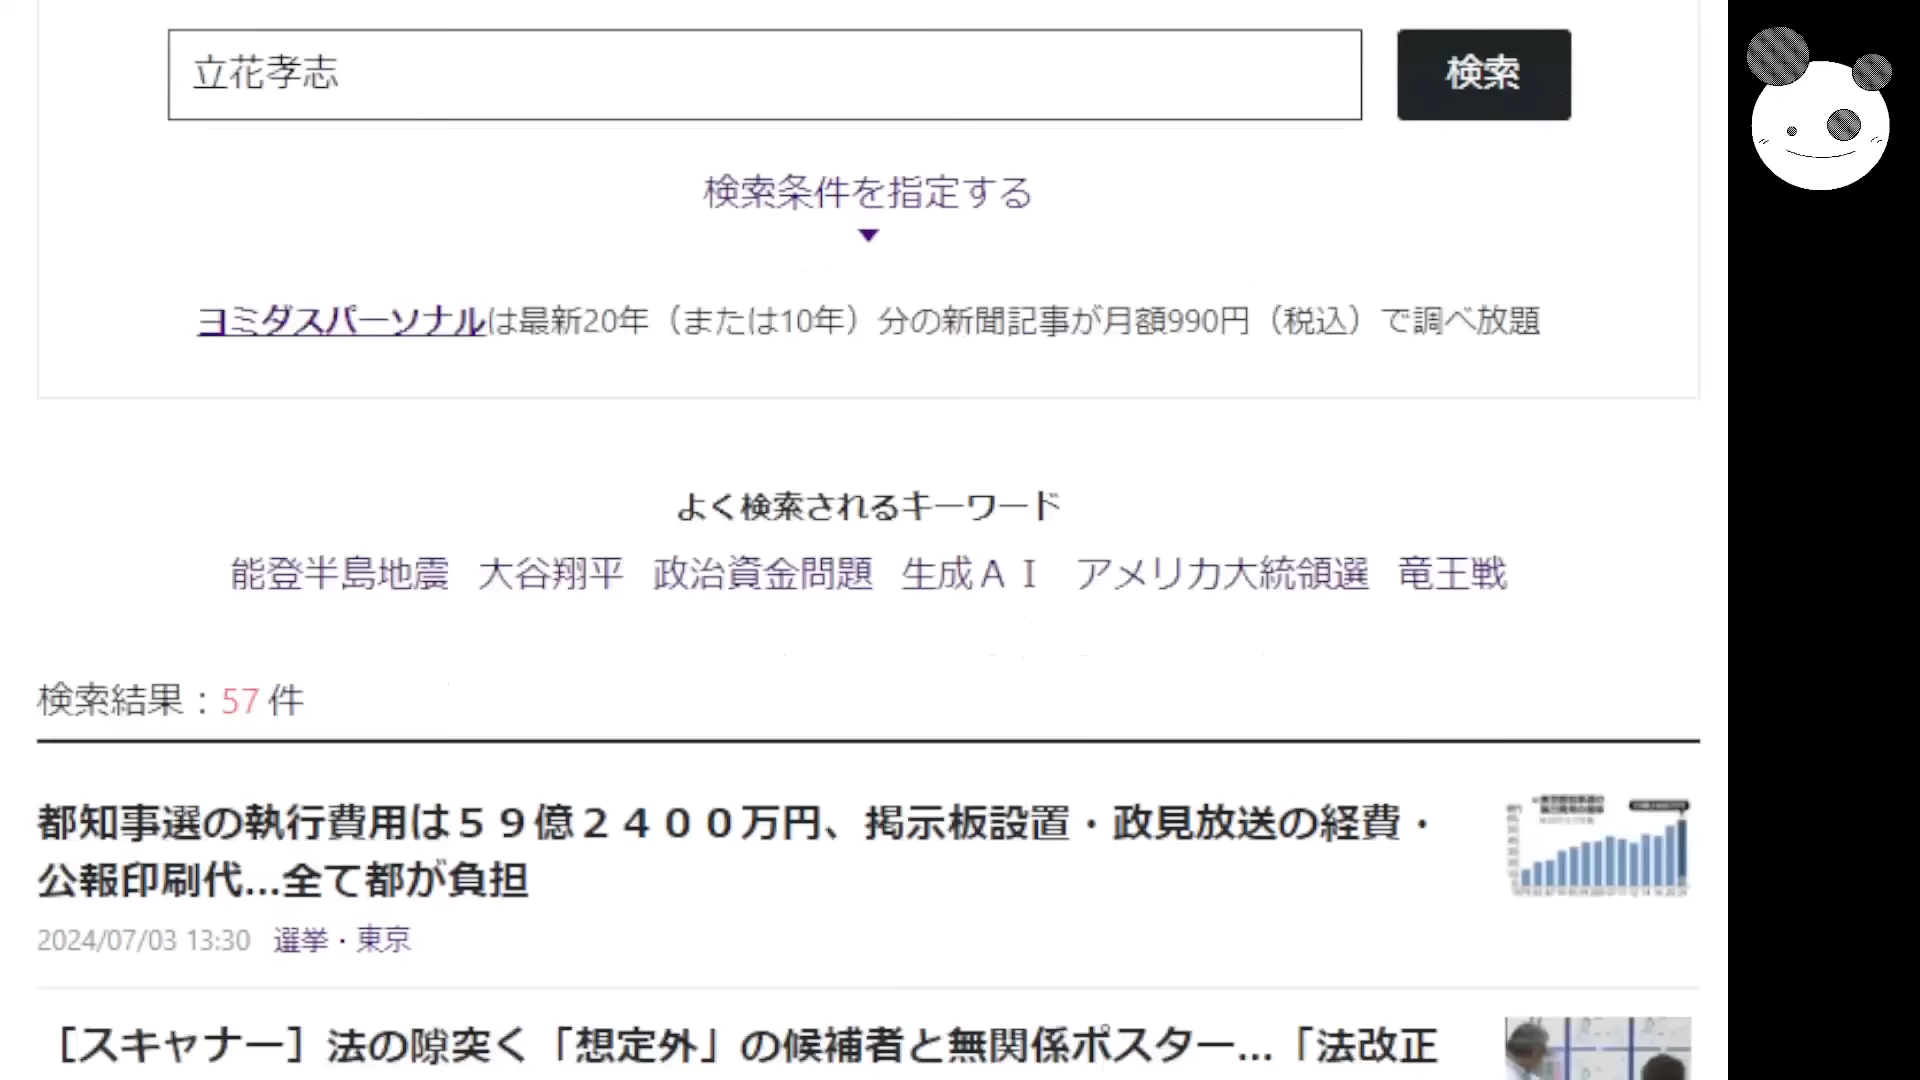 立花孝志
検索
検索条件を指定する
ヨミダスパーソナルは最新20年（または10年）分の新聞記事が月額990円（税込）で調べ放題
よく検索されるキーワード
能登半島地震 大谷翔平 政治資金問題 生成ＡＩ アメリカ大統領選 竜王戦
検索結果：57 件
都知事選の執行費用は５９億２４００万円、掲示板設置・政見放送の経費・
公報印刷代…全て都が負担
2024/07/03 13:30 選挙・東京
［スキャナー］法の隙突く「想定外」の候補者と無関係ポスター…「法改正